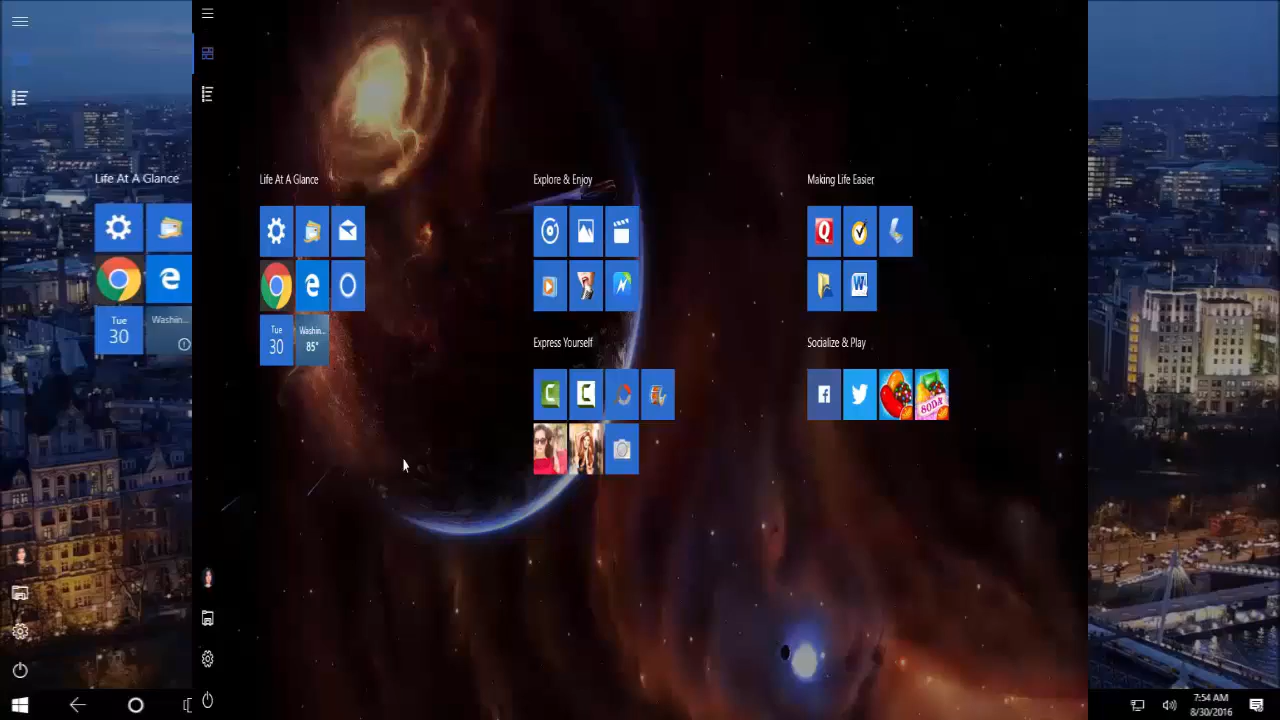 Life At A Glance
Tue
30
Washin...
Life At A Glance
Tue
30
Washin...
85°
Explore & Enjoy
Express Yourself
Making Life Easier
Socialize & Play
SODA
7:54 AM
8/30/2016